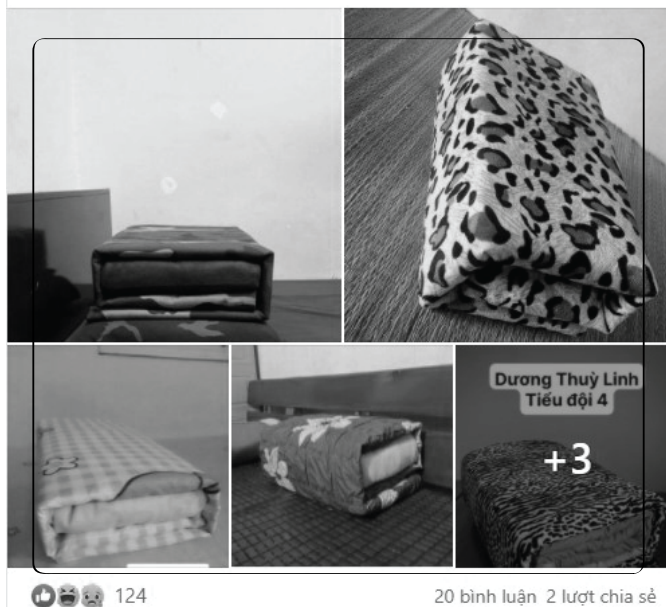 Dương Thuỳ Linh
Tiểu đội 4
+3
124
20 bình luận 2 lượt chia sẻ